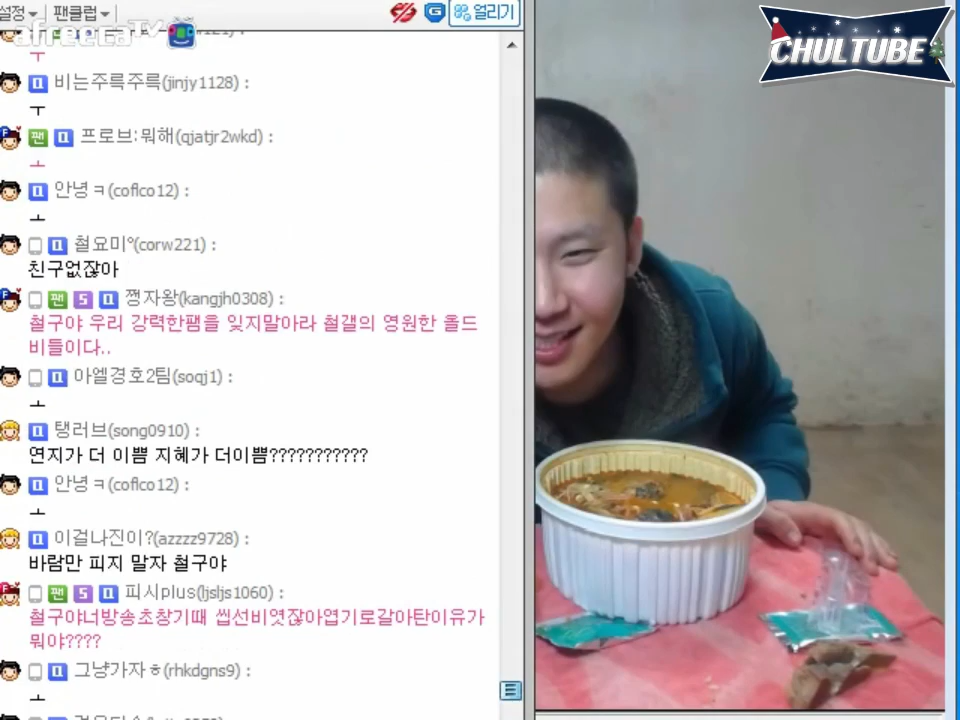 설정 팬클럽 얼리기
afreecaTV
CHULTUBE
ㅜ
비는주륵주륵(jinjy1128) :
ㅜ
프로브:뭐해(qjatjr2wkd) :
ㅗ
안녕ㅋ(coflco12) :
ㅗ
철요미°(corw221) :
친구없잖아
쩡자왕(kangjh0308) :
철구야 우리 강력한팸을 잊지말아라 철갤의 영원한 올드
비들이다..
아엘경호2팀(soqj1) :
ㅗ
탱러브(song0910) :
연지가 더 이쁨 지혜가 더이쁨???????????
안녕ㅋ(coflco12) :
ㅗ
이걸나진이?(azzzz9728) :
바람만 피지 말자 철구야
피시plus(ljsljs1060) :
철구야너방송초창기때 씹선비엿잖아엽기로갈아탄이유가
뭐야????
그냥가자ㅎ(rhkdgns9) :
ㅗ